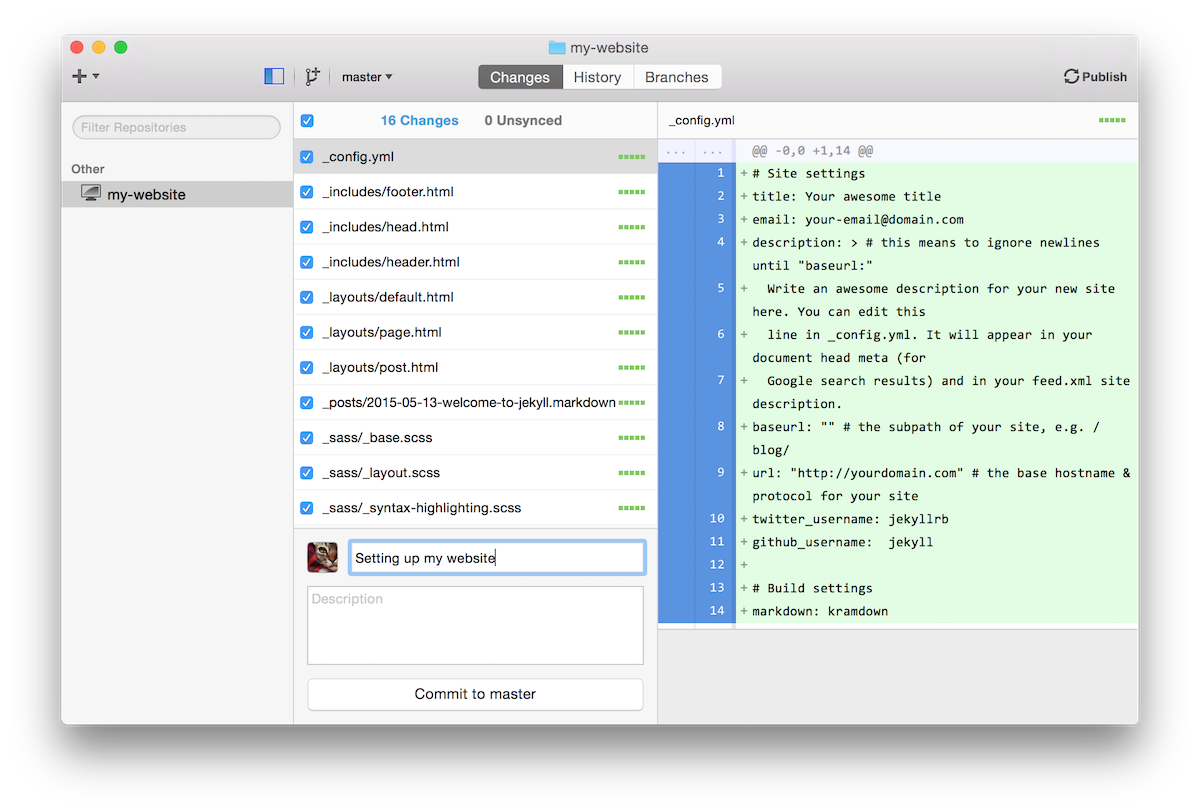 my-website
master
Changes
History
Branches
Publish
Filter Repositories
Other
my-website
16 Changes
0 Unsynced
_config.yml
_includes/footer.html
_includes/head.html
_includes/header.html
_layouts/default.html
_layouts/page.html
_layouts/post.html
_posts/2015-05-13-welcome-to-jekyll.markdown
_sass/_base.scss
_sass/_layout.scss
_sass/_syntax-highlighting.scss
Setting up my website
Description
Commit to master
_config.yml
... ... @@ -0,0 +1,14 @@
1 +# Site settings
2 +title: Your awesome title
3 +email: your-email@domain.com
4 +description: > # this means to ignore newlines
until "baseurl:"
5 +  Write an awesome description for your new site
here. You can edit this
6 +  line in _config.yml. It will appear in your
document head meta (for
7 +  Google search results) and in your feed.xml site
description.
8 +baseurl: "" # the subpath of your site, e.g. /
blog/
9 +url: "http://yourdomain.com" # the base hostname &
protocol for your site
10 +twitter_username: jekyllrb
11 +github_username:  jekyll
12 +
13 +# Build settings
14 +markdown: kramdown